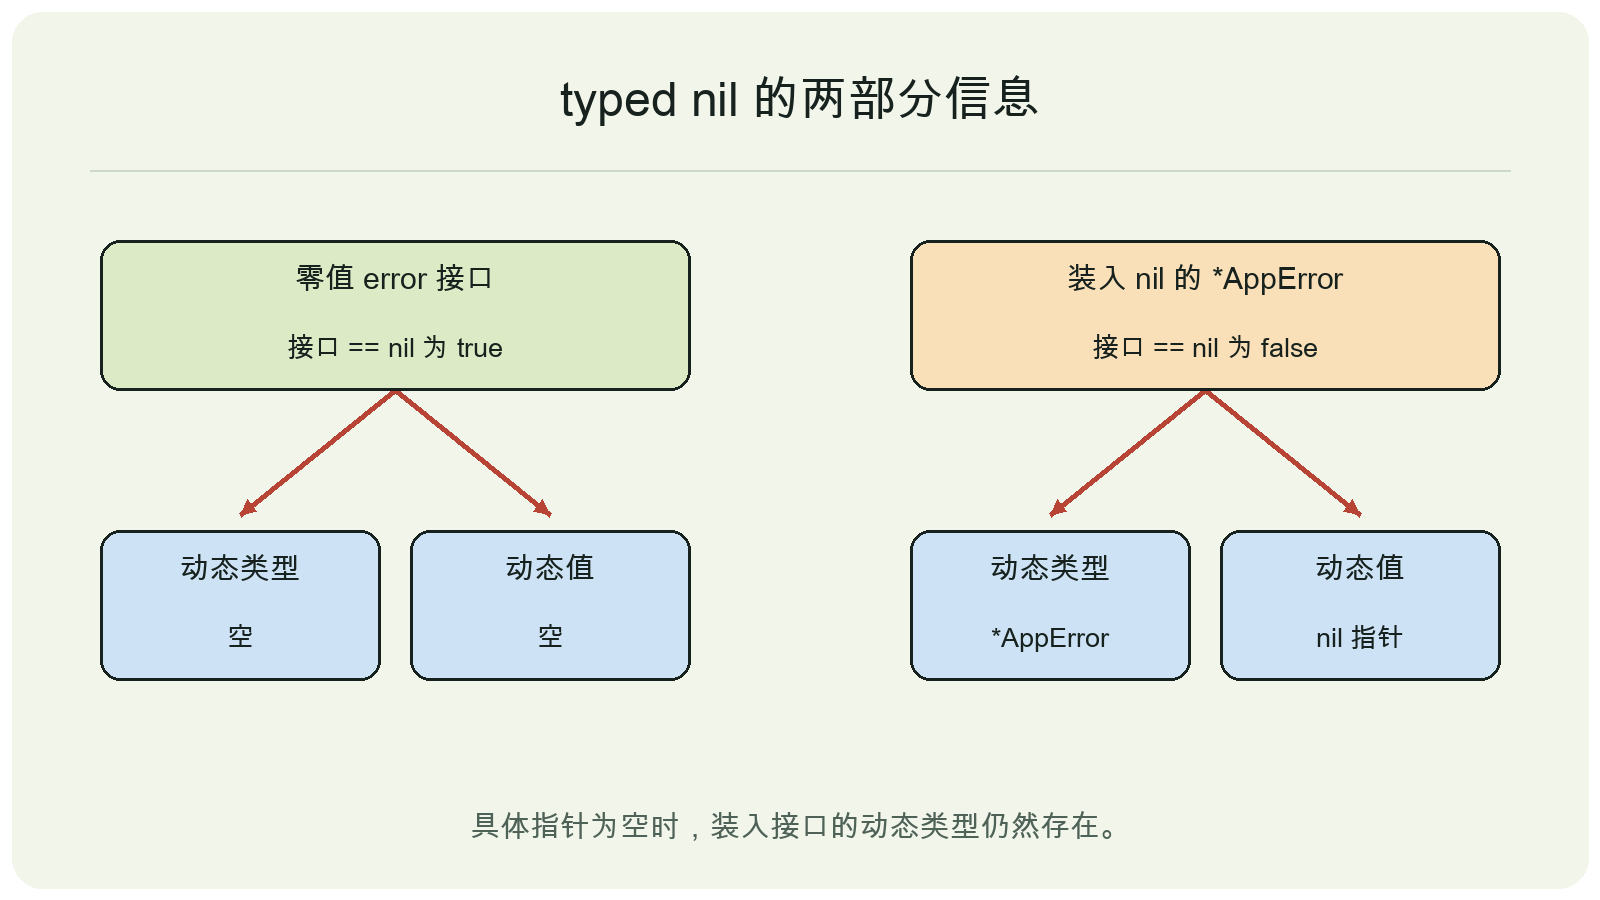 typed nil 的两部分信息
零值 error 接口
接口 == nil 为 true
装入 nil 的 *AppError
接口 == nil 为 false
动态类型
空
动态值
空
动态类型
*AppError
动态值
nil 指针
具体指针为空时，装入接口的动态类型仍然存在。